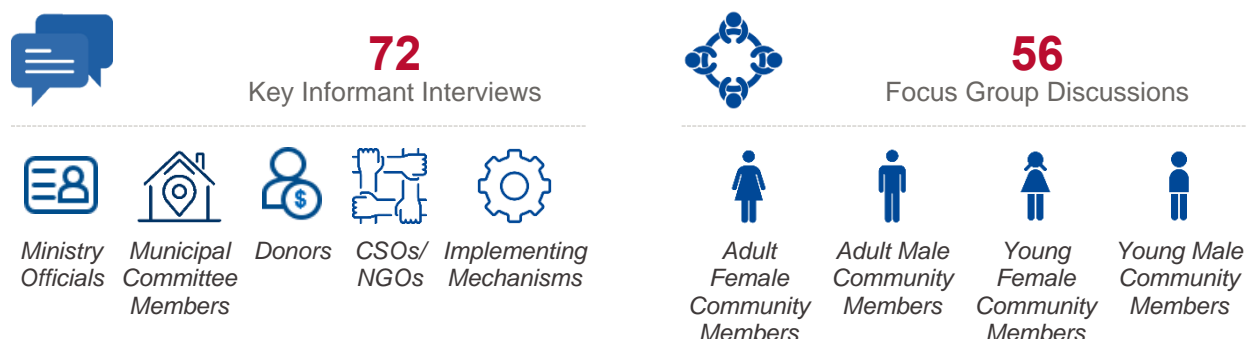 72
Key Informant Interviews
Ministry
Officials
Municipal
Committee
Members
Donors
$
CSOs/
NGOs
Implementing
Mechanisms
56
Focus Group Discussions
Adult
Female
Community
Members
Adult Male
Community
Members
Young
Female
Community
Members
Young Male
Community
Members